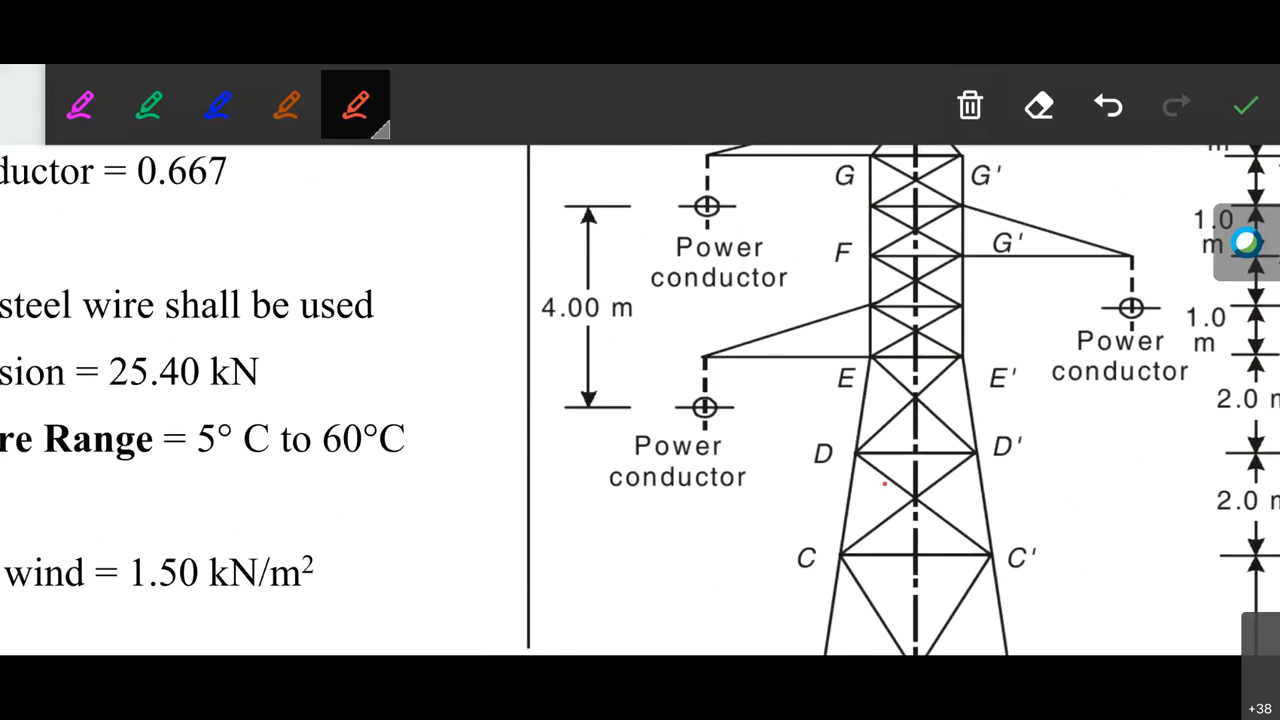 ductor = 0.667
steel wire shall be used
sion = 25.40 kN
re Range = 5° C to 60°C
wind = 1.50 kN/m²
G
G'
Power
conductor
F
G'
4.00 m
Power
conductor
E
E'
Power
conductor
D
D'
C
C'
m
1.0
m
1.0
m
2.0 m
2.0 m
+38